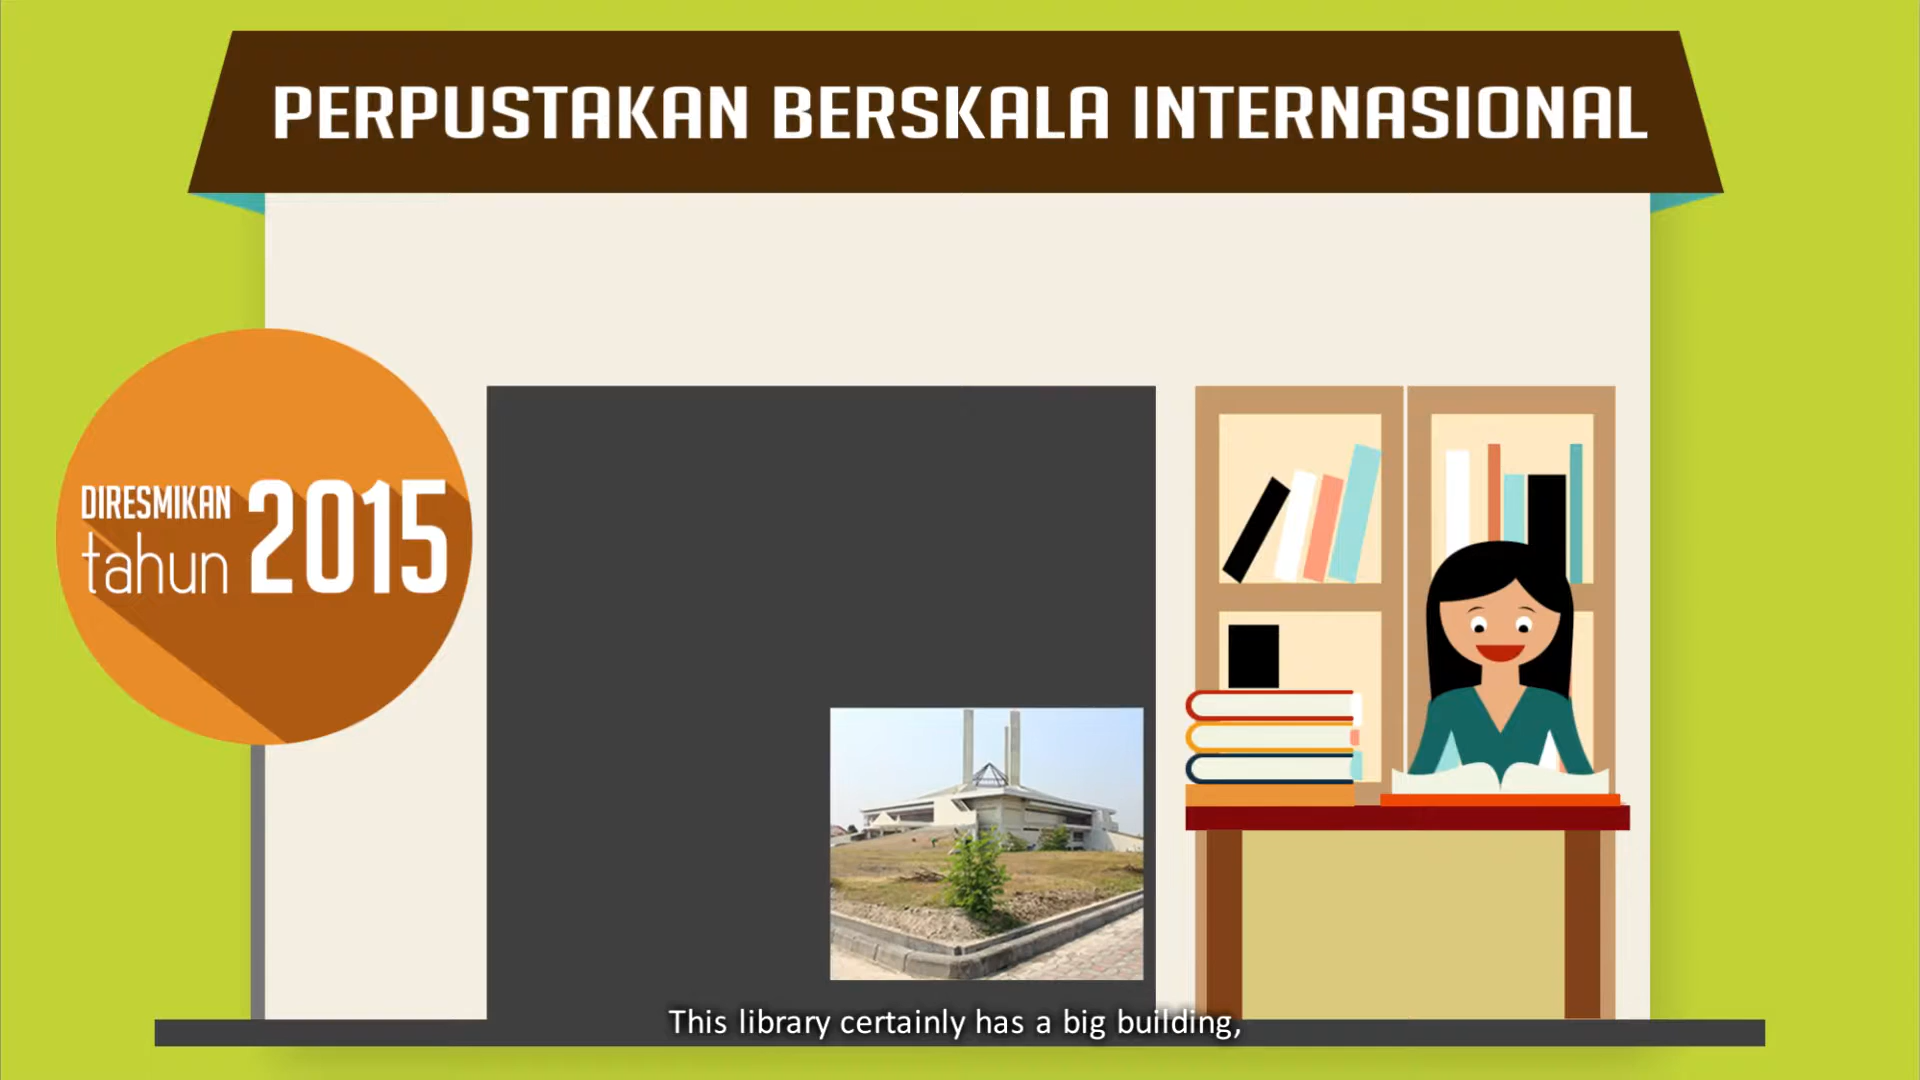 PERPUSTAKAN BERSKALA INTERNASIONAL
DIRESMIKAN
tahun 2015
This library certainly has a big building,